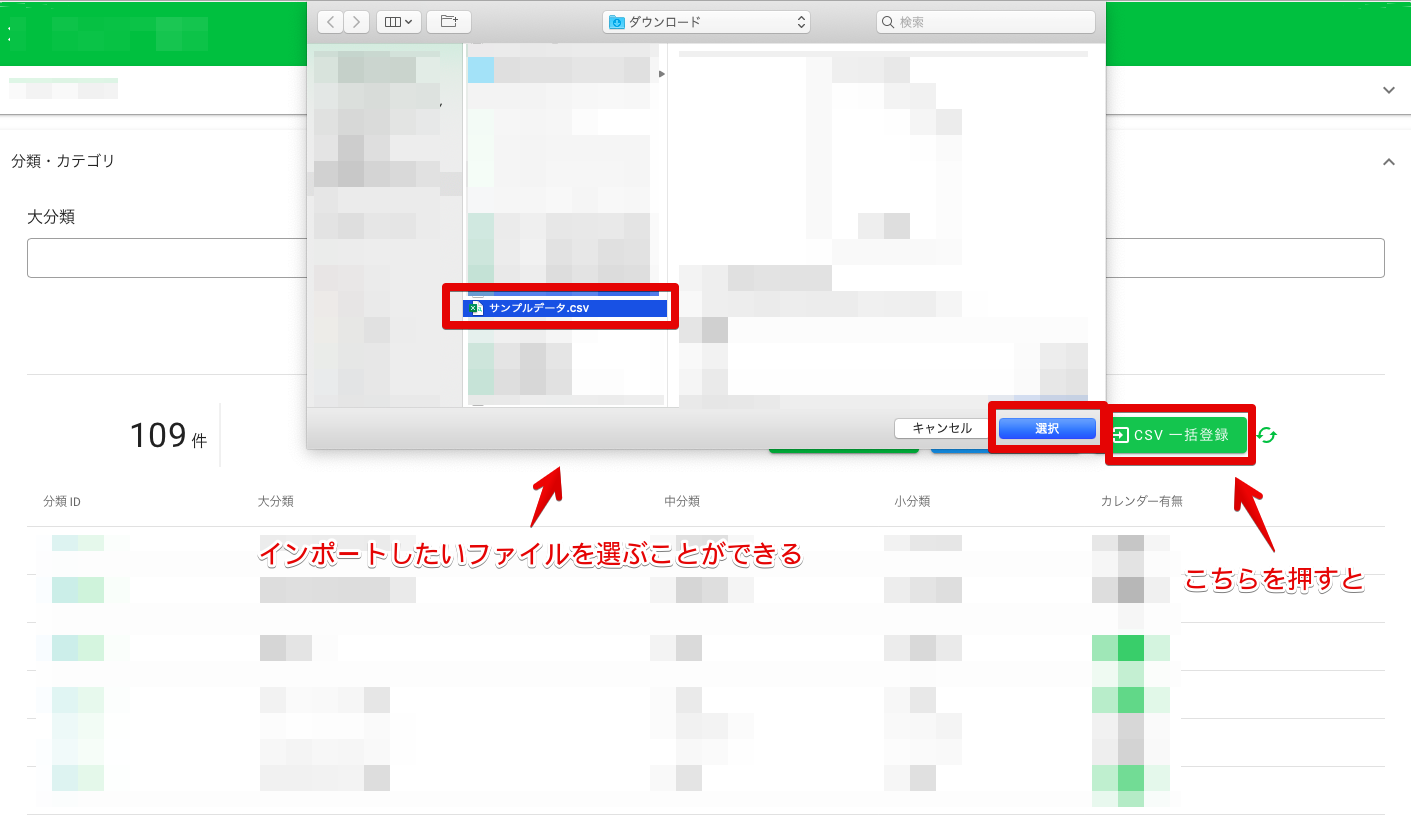 ダウンロード
検索
分類・カテゴリ
大分類
サンプルデータ.CSV
キャンセル
選択
109 件
CSV 一括登録
分類 ID
大分類
中分類
小分類
カレンダー有無
インポートしたいファイルを選ぶことができる
こちらを押すと